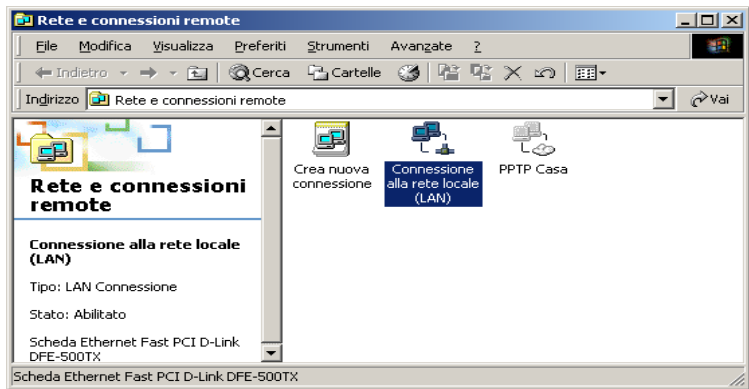 Rete e connessioni remote
File Modifica Visualizza Preferiti Strumenti Avanzate ?
Indietro Cerca Cartelle
Indirizzo Rete e connessioni remote Vai
Rete e connessioni
remote
Connessione alla rete locale
(LAN)
Tipo: LAN Connessione
Stato: Abilitato
Scheda Ethernet Fast PCI D-Link
DFE-500TX
Crea nuova
connessione
Connessione
alla rete locale
(LAN)
PPTP Casa
Scheda Ethernet Fast PCI D-Link DFE-500TX